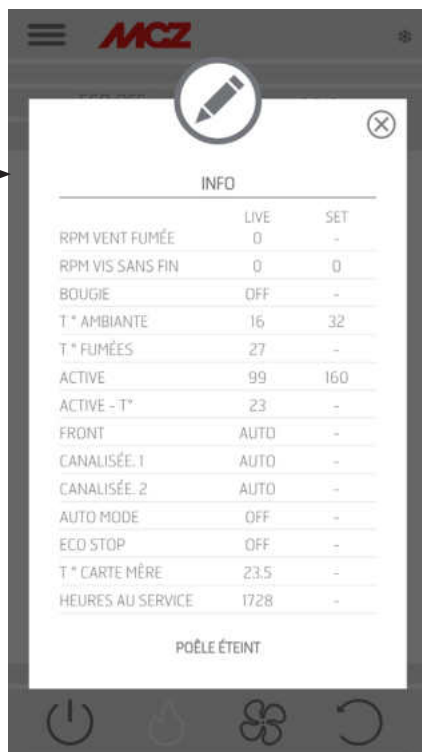 MCZ
INFO
LIVE SET
RPM VENT FUMÉE 0 -
RPM VIS SANS FIN 0 0
BOUGIE OFF -
T° AMBIANTE 16 32
T° FUMÉES 27 -
ACTIVE 99 160
ACTIVE - T° 23 -
FRONT AUTO -
CANALISÉE. 1 AUTO -
CANALISÉE. 2 AUTO -
AUTO MODE OFF -
ECO STOP OFF -
T° CARTE MÈRE 23.5 -
HEURES AU SERVICE 1728 -
POÊLE ÉTEINT